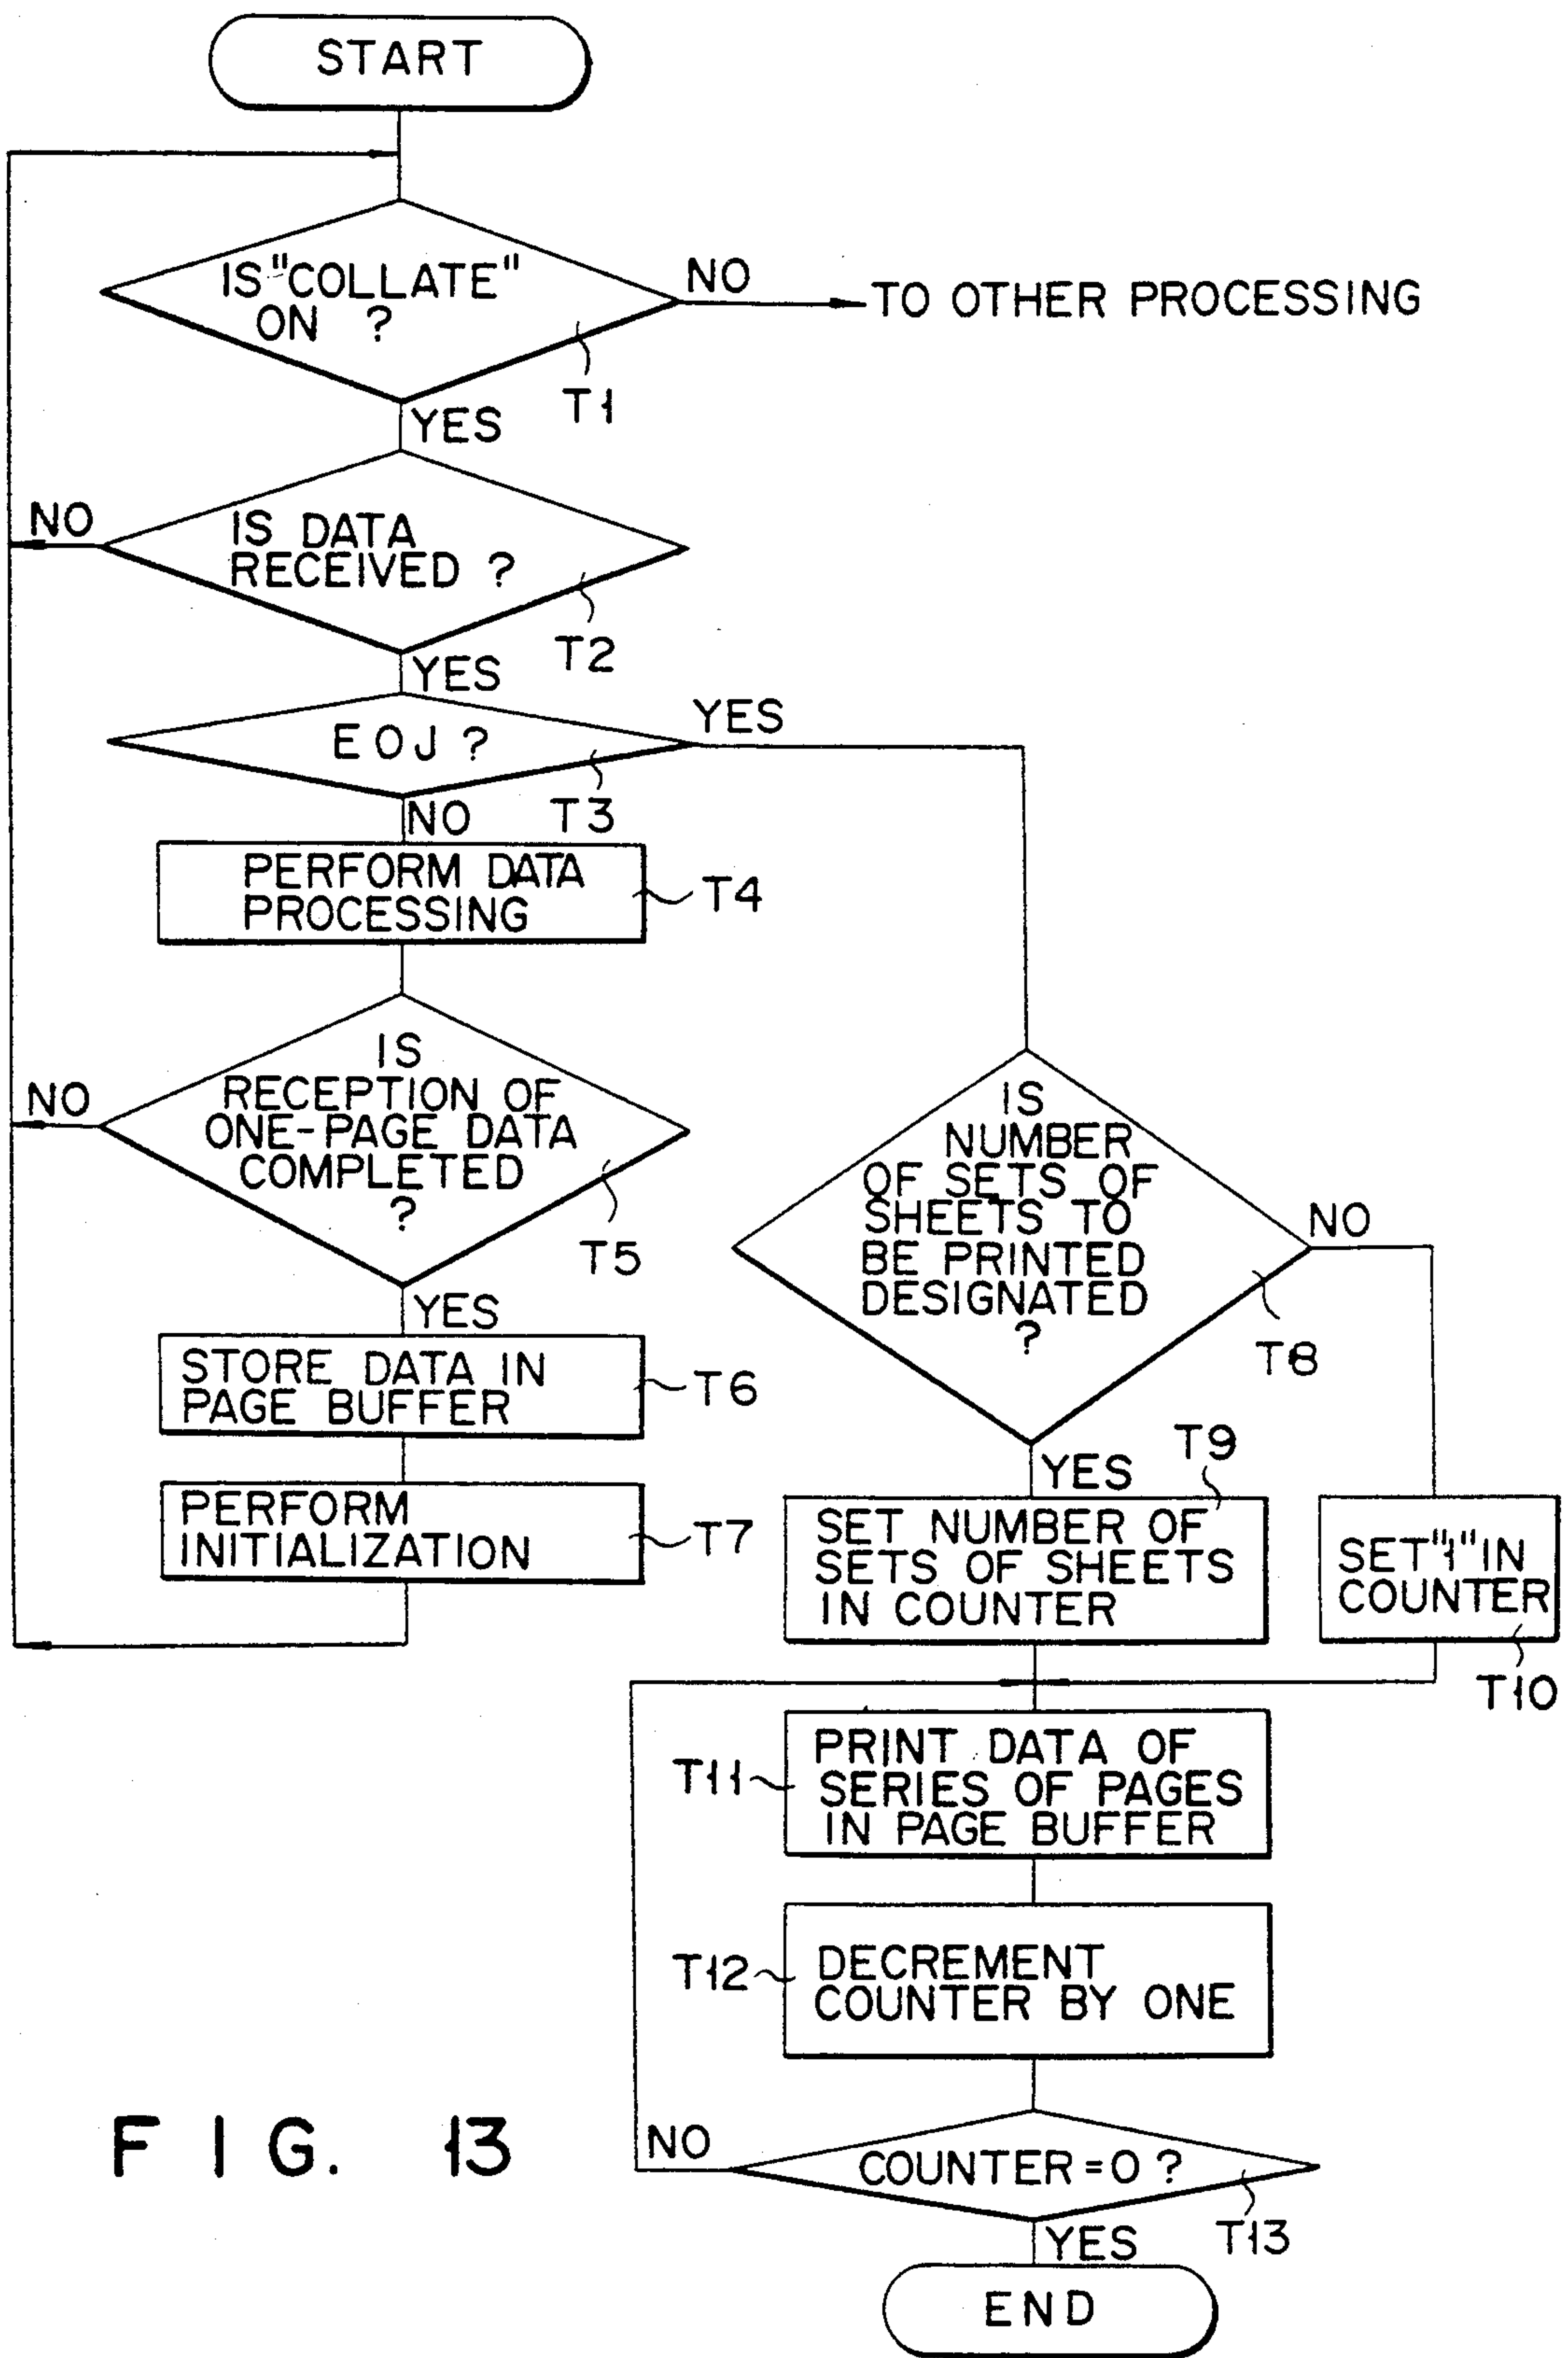 START
IS "COLLATE"
ON ?
NO
TO OTHER PROCESSING
T1
YES
NO
IS DATA
RECEIVED ?
T2
YES
EOJ ?
YES
T3
NO
PERFORM DATA
PROCESSING
T4
IS
RECEPTION OF
ONE-PAGE DATA
COMPLETED
?
NO
T5
YES
STORE DATA IN
PAGE BUFFER
T6
PERFORM
INITIALIZATION
T7
IS
NUMBER
OF SETS OF
SHEETS TO
BE PRINTED
DESIGNATED
?
NO
T8
YES
T9
SET NUMBER OF
SETS OF SHEETS
IN COUNTER
SET "1" IN
COUNTER
T10
T11
PRINT DATA OF
SERIES OF PAGES
IN PAGE BUFFER
T12
DECREMENT
COUNTER BY ONE
NO
COUNTER = 0 ?
T13
YES
END
FIG. 13